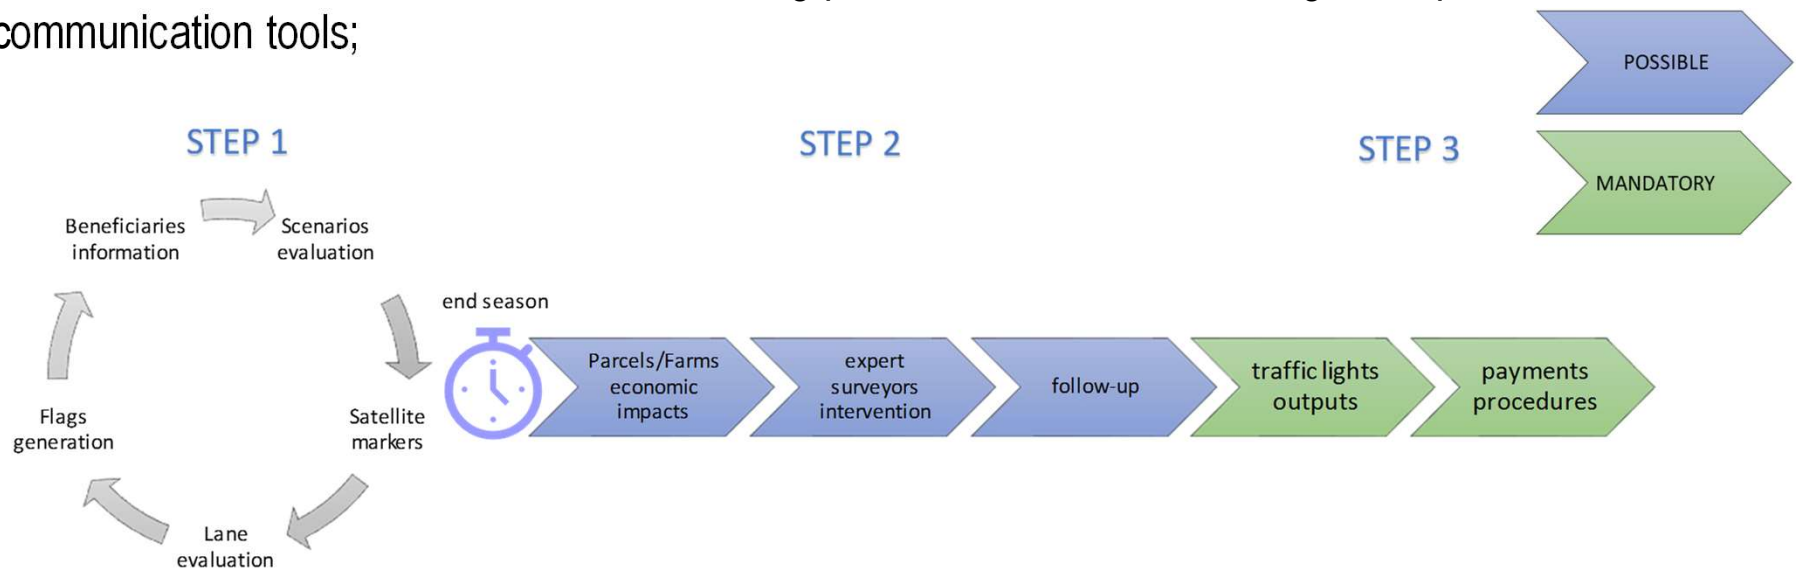 communication tools;
POSSIBLE
MANDATORY
STEP 1
STEP 2
STEP 3
Beneficiaries
information
Scenarios
evaluation
Satellite
markers
Lane
evaluation
Flags
generation
end season
Parcels/Farms
economic
impacts
expert
surveyors
intervention
follow-up
traffic lights
outputs
payments
procedures